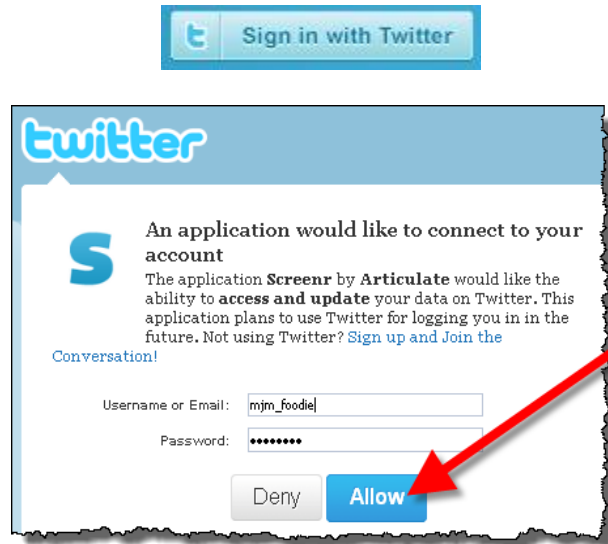 t Sign in with Twitter
twitter
S
An application would like to connect to your
account
The application Screenr by Articulate would like the
ability to access and update your data on Twitter. This
application plans to use Twitter for logging you in in the
future. Not using Twitter? Sign up and Join the
Conversation!
Username or Email: mjm_foodie
Password: ••••••••
Deny Allow